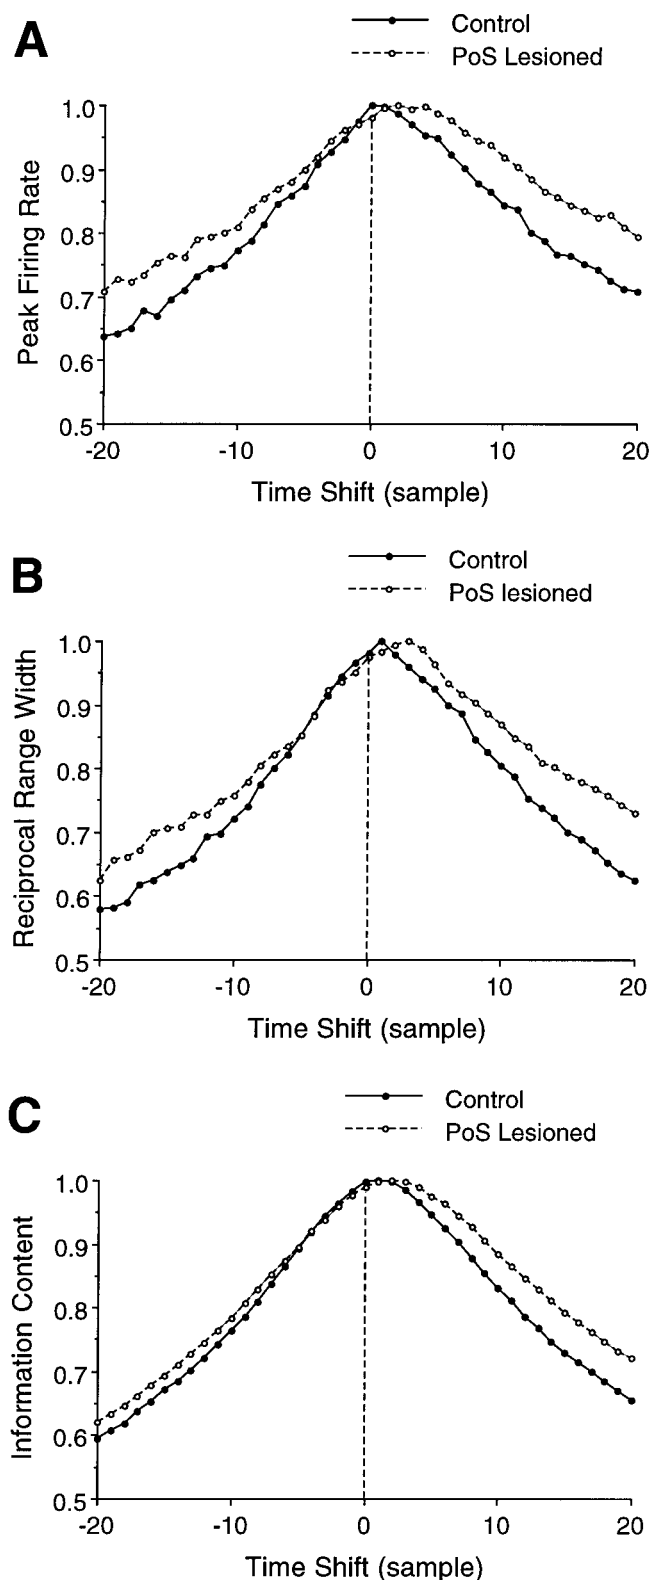 A
Control
PoS Lesioned
Peak Firing Rate
1.0
0.9
0.8
0.7
0.6
0.5
-20
-10
0
10
20
Time Shift (sample)
B
Control
PoS lesioned
Reciprocal Range Width
1.0
0.9
0.8
0.7
0.6
0.5
-20
-10
0
10
20
Time Shift (sample)
C
Control
PoS Lesioned
Information Content
1.0
0.9
0.8
0.7
0.6
0.5
-20
-10
0
10
20
Time Shift (sample)